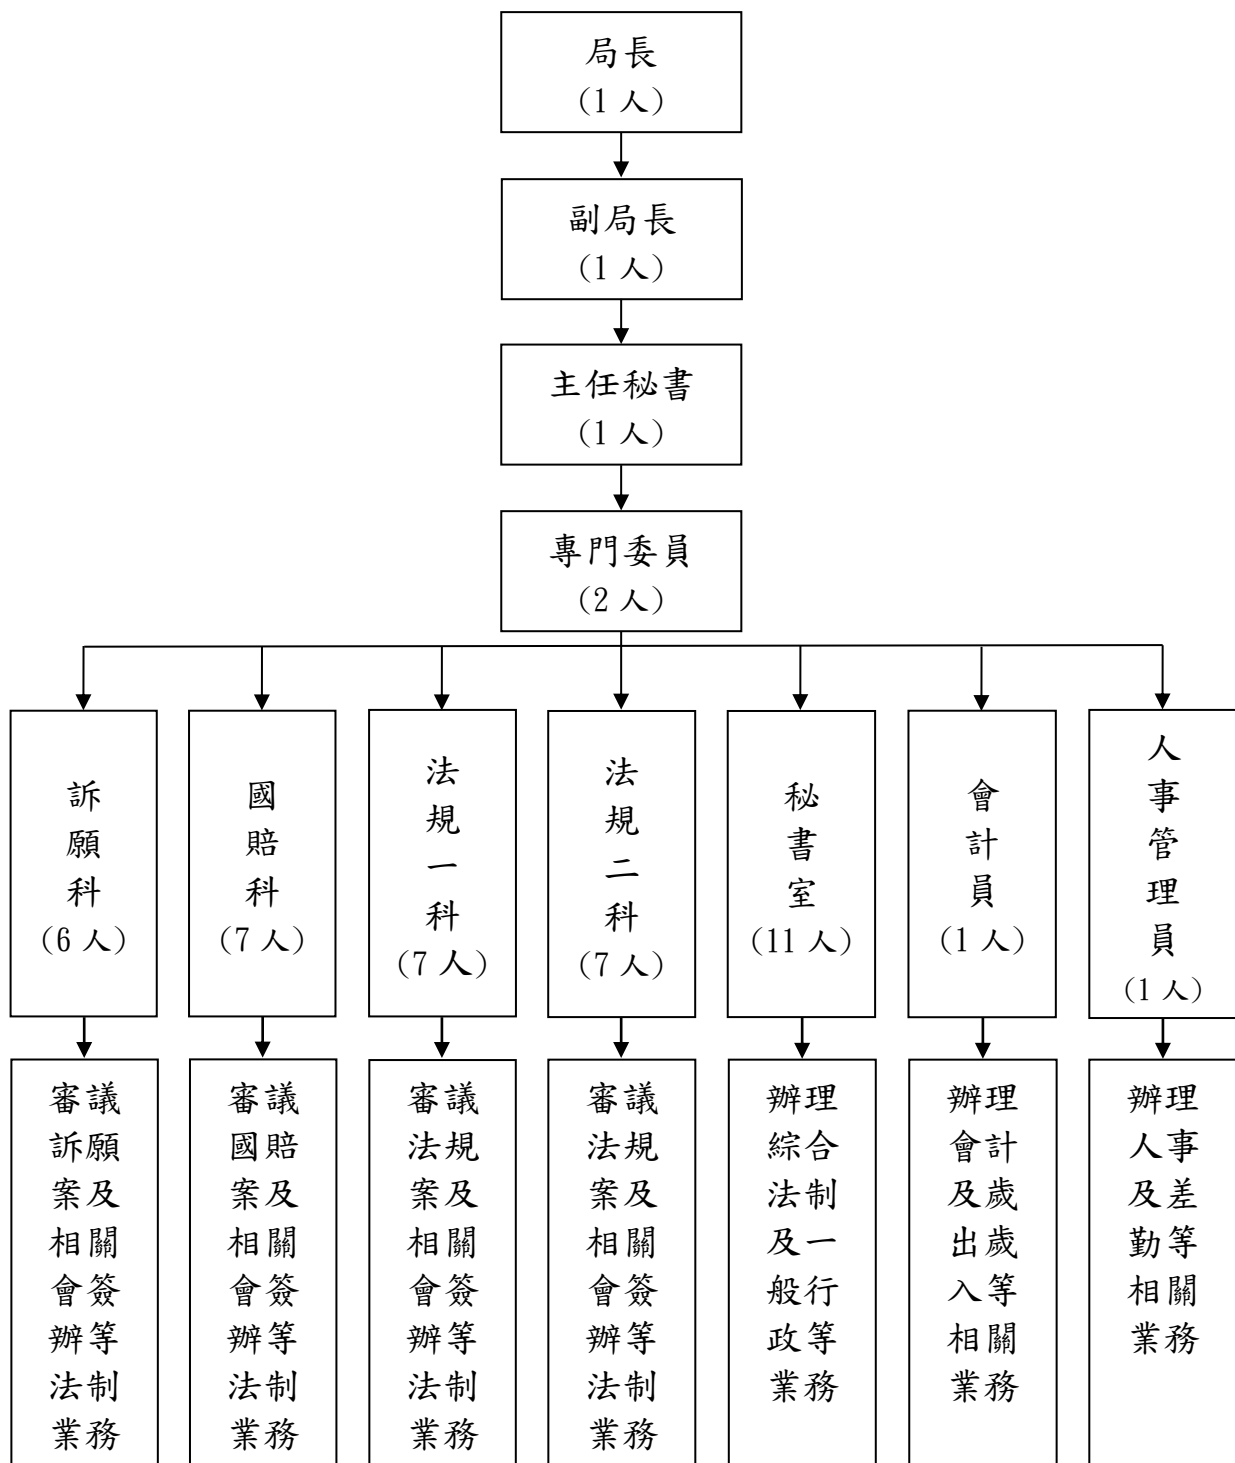 局長
(1人)
副局長
(1人)
主任秘書
(1人)
專門委員
(2人)
訴願科
(6人)
國賠科
(7人)
法規一科
(7人)
法規二科
(7人)
秘書室
(11人)
會計員
(1人)
人事管理員
(1人)
審議
訴願
案及
相關
會簽
辦等
法制
業務
審議
國賠
案及
相關
會簽
辦等
法制
業務
審議
法規
案及
相關
會簽
辦等
法制
業務
審議
法規
案及
相關
會簽
辦等
法制
業務
辦理
綜合
法制
及一
般行
政等
業務
辦理
會計
及歲
出歲
入等
相關
業務
辦理
人事
及差
勤等
相關
業務